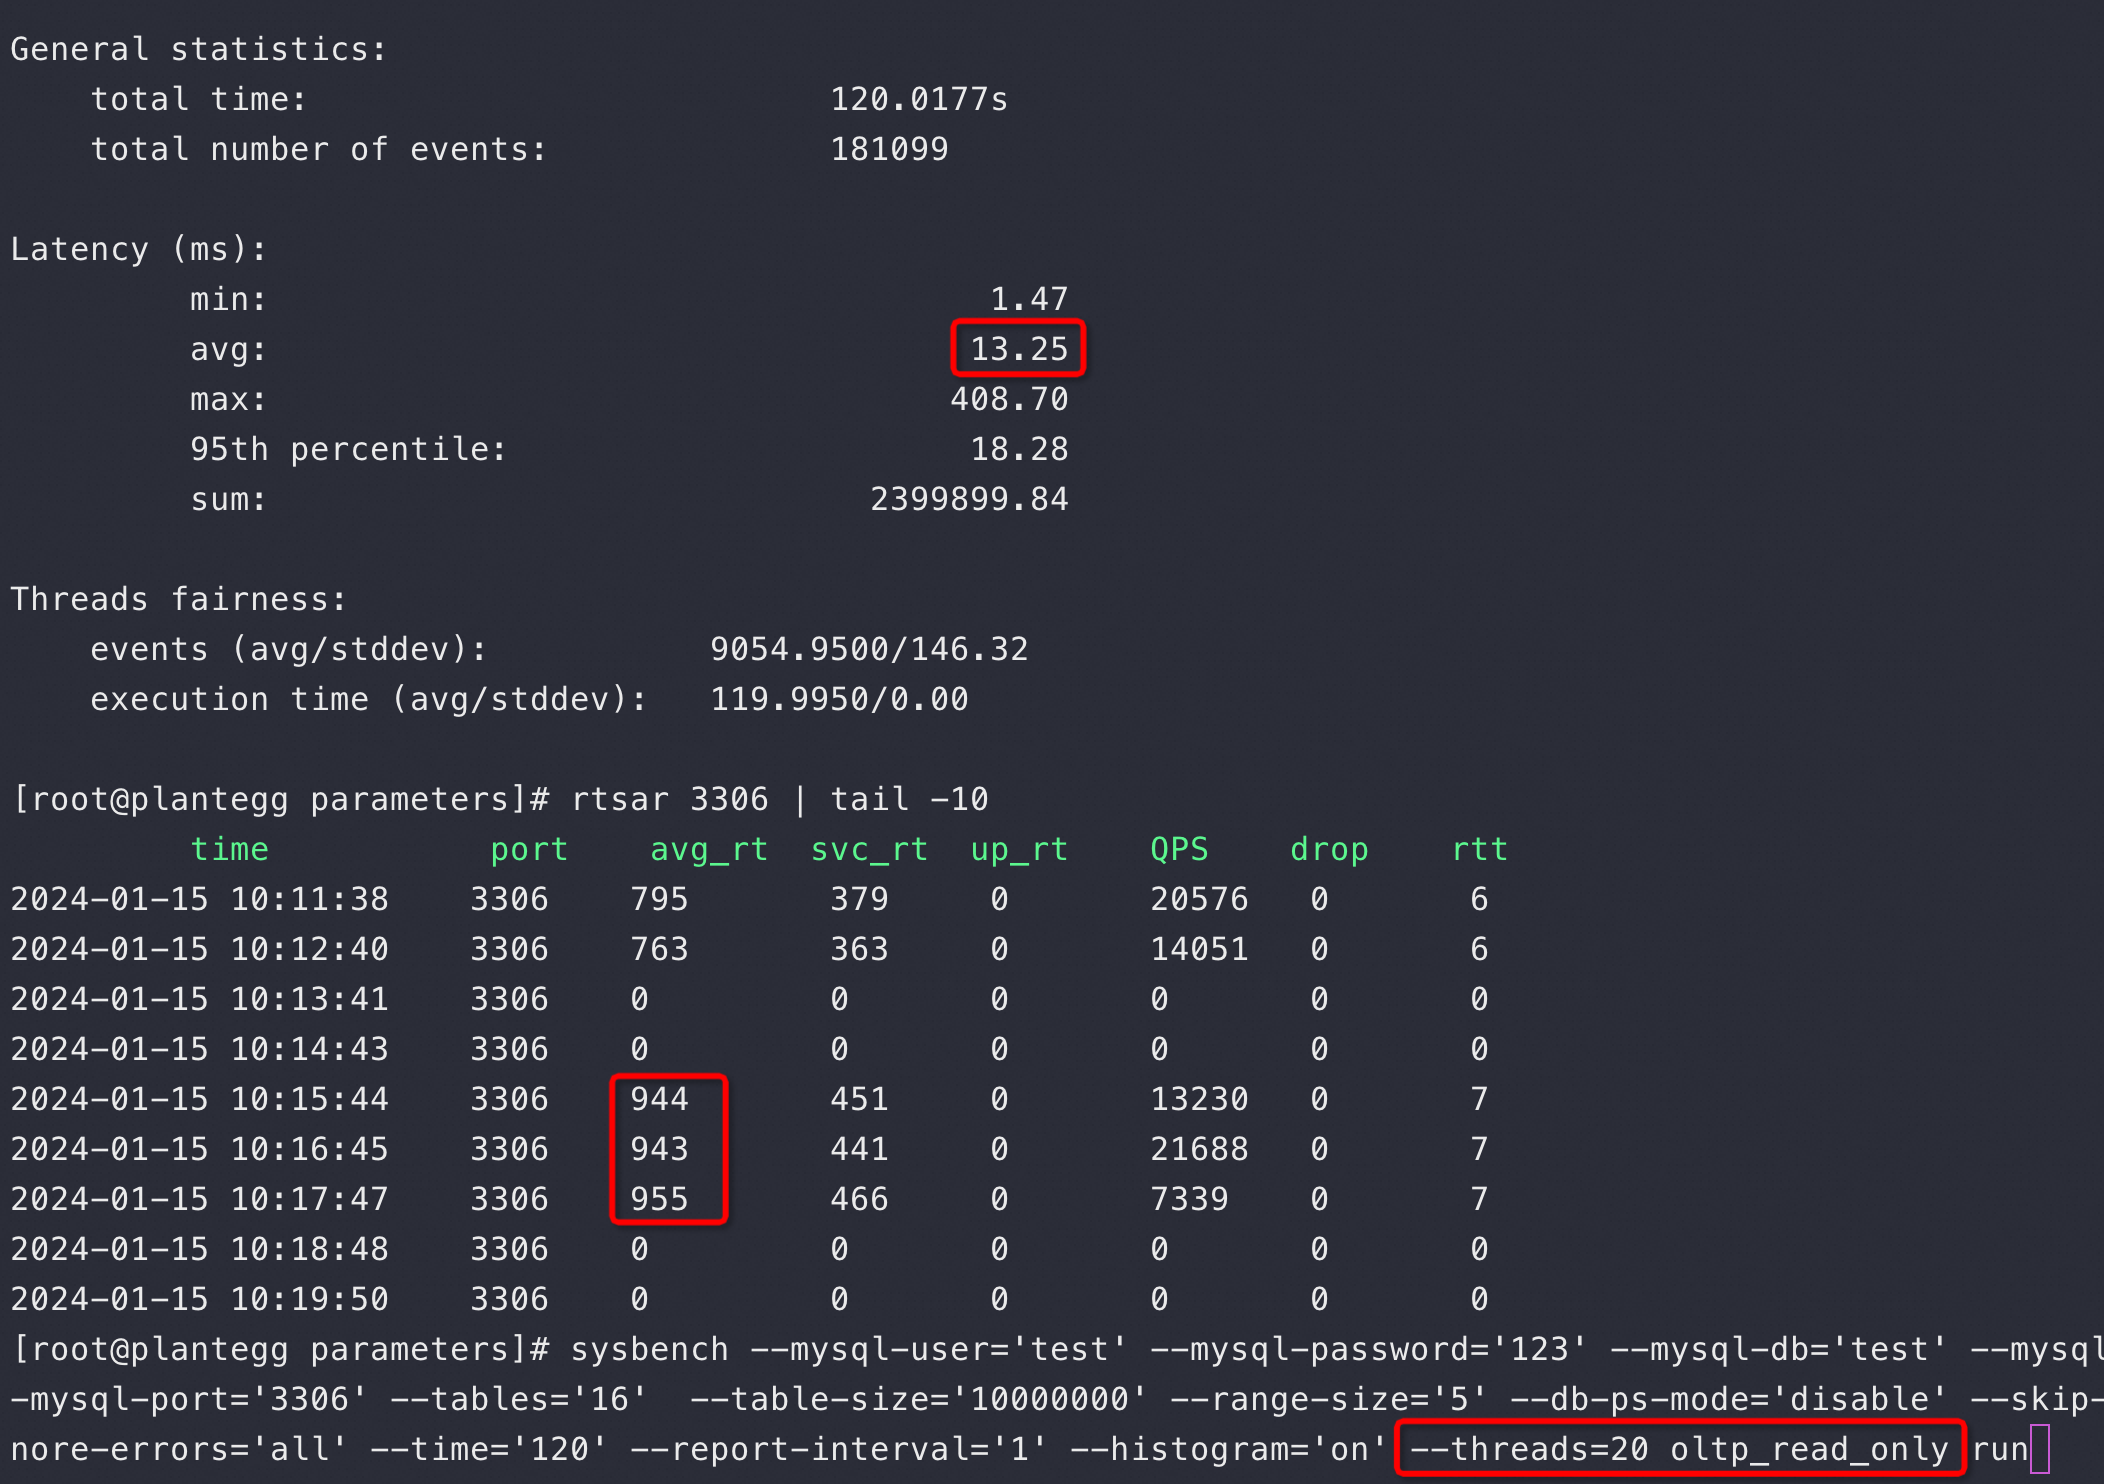 General statistics:
    total time:                          120.0177s
    total number of events:              181099

Latency (ms):
         min:                                    1.47
         avg:                                   13.25
         max:                                  408.70
         95th percentile:                       18.28
         sum:                              2399899.84

Threads fairness:
    events (avg/stddev):           9054.9500/146.32
    execution time (avg/stddev):   119.9950/0.00

[root@plantegg parameters]# rtsar 3306 | tail -10
         time           port    avg_rt  svc_rt  up_rt    QPS    drop    rtt
2024-01-15 10:11:38    3306    795       379     0       20576   0       6
2024-01-15 10:12:40    3306    763       363     0       14051   0       6
2024-01-15 10:13:41    3306    0         0       0       0       0       0
2024-01-15 10:14:43    3306    0         0       0       0       0       0
2024-01-15 10:15:44    3306    944       451     0       13230   0       7
2024-01-15 10:16:45    3306    943       441     0       21688   0       7
2024-01-15 10:17:47    3306    955       466     0       7339    0       7
2024-01-15 10:18:48    3306    0         0       0       0       0       0
2024-01-15 10:19:50    3306    0         0       0       0       0       0
[root@plantegg parameters]# sysbench --mysql-user='test' --mysql-password='123' --mysql-db='test' --mysql
-mysql-port='3306' --tables='16'  --table-size='10000000' --range-size='5' --db-ps-mode='disable' --skip-
nore-errors='all' --time='120' --report-interval='1' --histogram='on' --threads=20 oltp_read_only run